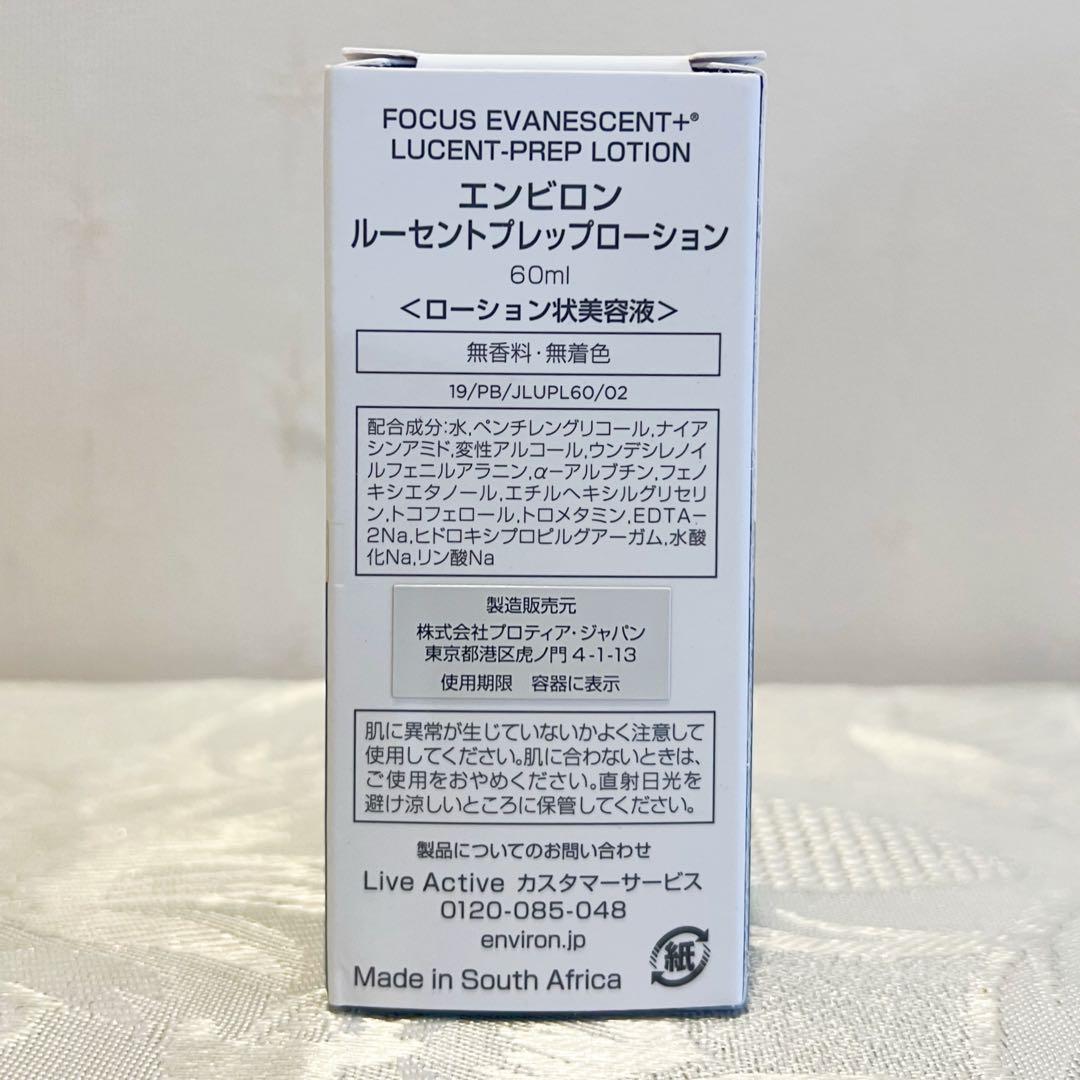 FOCUS EVANESCENT+®
LUCENT-PREP LOTION
エンビロン
ルーセントプレップローション
60ml
＜ローション状美容液＞
無香料・無着色
19/PB/JLUPL60/02
配合成分:水,ペンチレングリコール,ナイア
シンアミド,変性アルコール,ウンデシレノイ
ルフェニルアラニン,α-アルブチン,フェノ
キシエタノール,エチルヘキシルグリセリ
ン,トコフェロール,トロメタミン,EDTA-
2Na,ヒドロキシプロピルグアーガム,水酸
化Na,リン酸Na
製造販売元
株式会社プロティア・ジャパン
東京都港区虎ノ門 4-1-13
使用期限　容器に表示
肌に異常が生じていないかよく注意して
使用してください。肌に合わないときは、
ご使用をおやめください。直射日光を
避け涼しいところに保管してください。
製品についてのお問い合わせ
Live Active カスタマーサービス
0120-085-048
environ.jp
紙
Made in South Africa